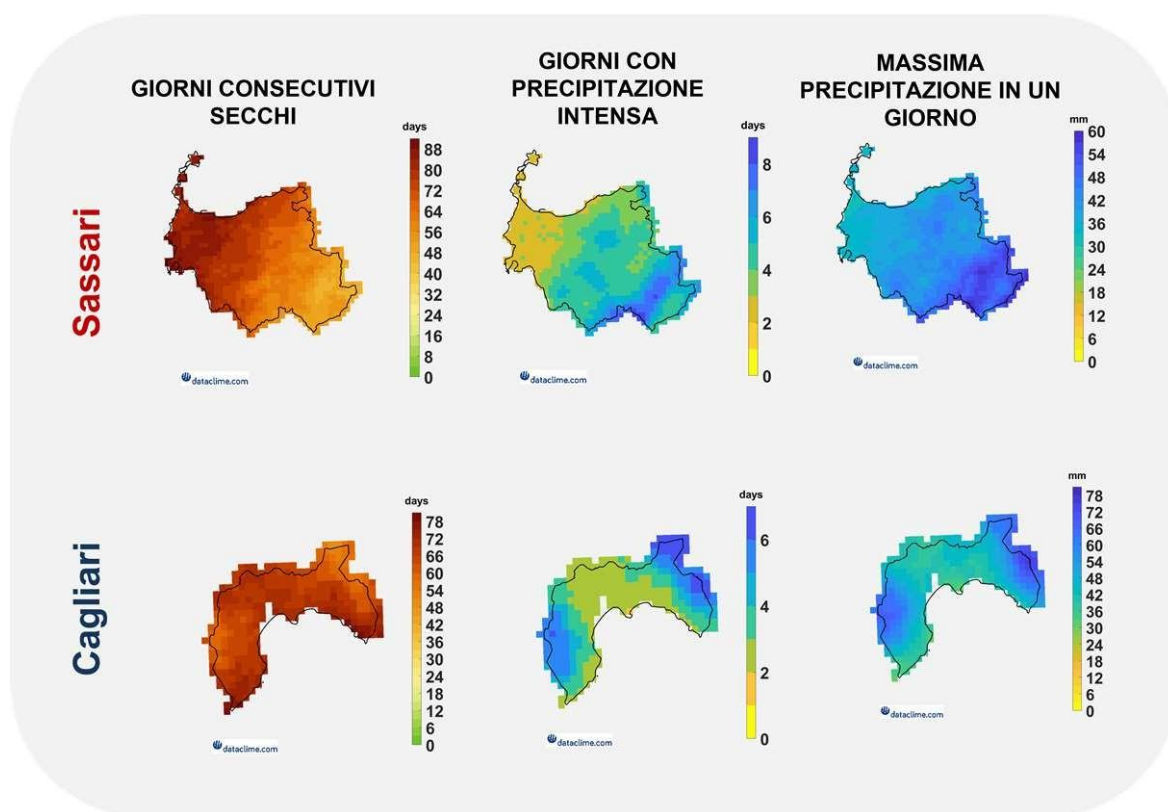 GIORNI CONSECUTIVI
SECCHI
GIORNI CON
PRECIPITAZIONE
INTENSA
MASSIMA
PRECIPITAZIONE IN UN
GIORNO
Sassari
days
88
80
72
64
56
48
40
32
24
16
8
0
dataclime.com
days
8
6
4
2
0
dataclime.com
mm
60
54
48
42
36
30
24
18
12
6
0
dataclime.com
Cagliari
days
78
72
66
60
54
48
42
36
30
24
18
12
6
0
dataclime.com
days
6
4
2
0
dataclime.com
mm
78
72
66
60
54
48
42
36
30
24
18
12
6
0
dataclime.com